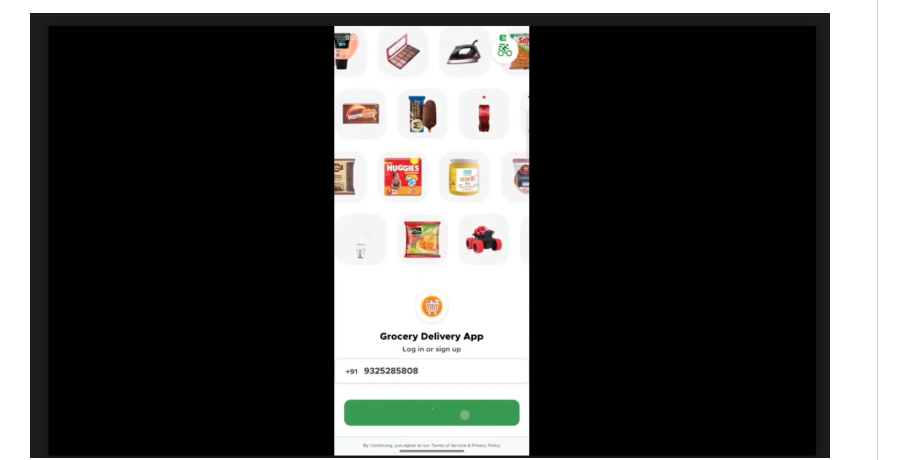 Home
HUGGIES
Grocery Delivery App
Log in or sign up
+91 9325285808
By Continuing, you agree to our Terms of Service & Privacy Policy